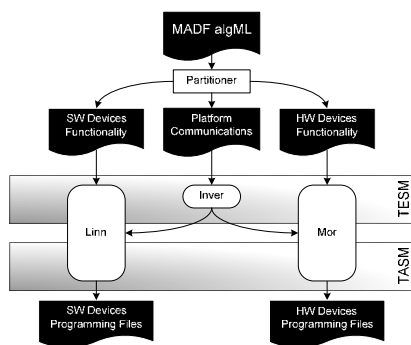 MADF algML
Partitioner
SW Devices
Functionality
Platform
Communications
HW Devices
Functionality
Inver
TESM
Linn
Mor
TASM
SW Devices
Programming Files
HW Devices
Programming Files